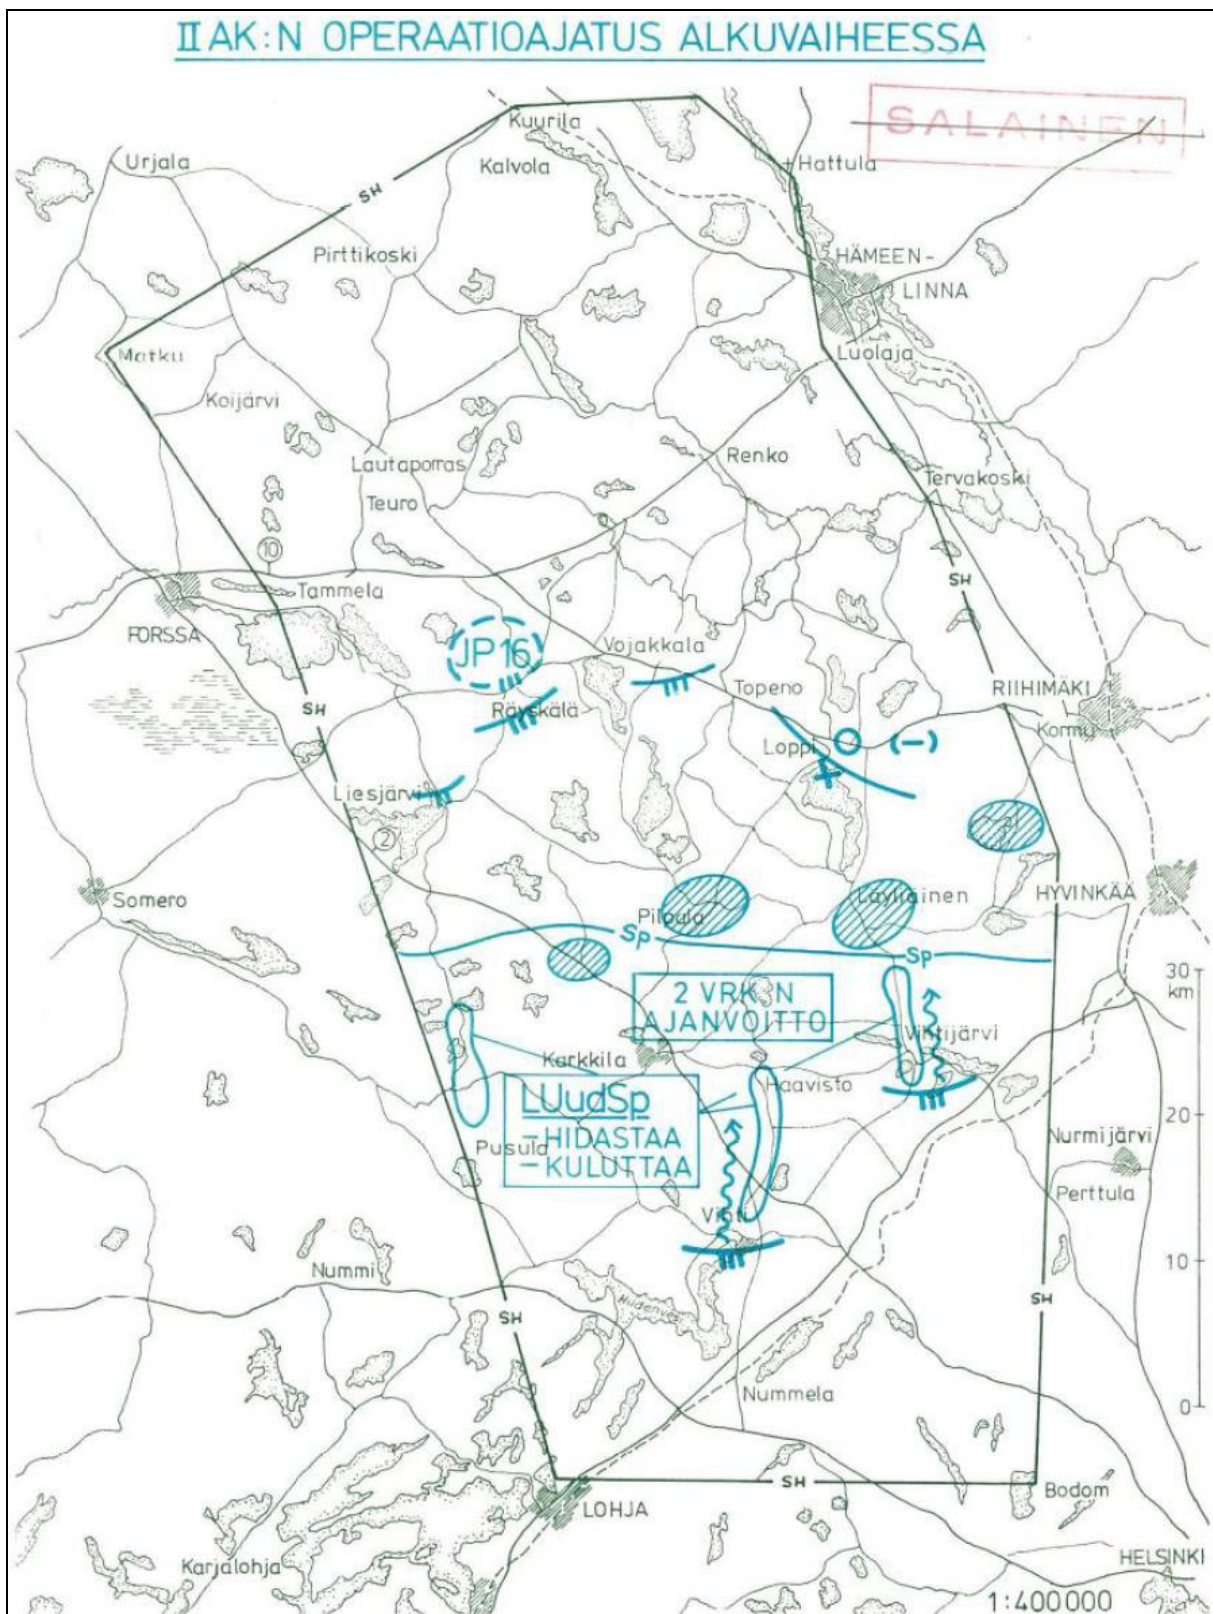 II AK:N OPERAATIOAJATUS ALKUVAIHEESSA
SALAINEN
Kuurila
Urjala
Kalvola
Hattula
SH
Pirttikoski
HÄMEEN-
LINNA
Matku
Luolaja
Koijärvi
Lautaporras
Renko
Tervakoski
Teuro
10
SH
Tammela
FORSSA
JP16
Vojakkala
Topeno
RIIHIMÄKI
SH
Räyskälä
Kormu
Loppi
(-)
Liesjärvi
2
Somero
HYVINKÄÄ
Läyliäinen
Pilpula
Sp
Sp
30
km
2 VRK:N
AJANVOITTO
Vihtijärvi
Karkkila
Haavisto
LUudSp
-HIDASTAA
-KULUTTAA
20
Nurmijärvi
Pusula
Perttula
Vihti
10
Nummi
SH
SH
Hiidenvesi
Nummela
0
SH
Bodom
LOHJA
Karjalohja
HELSINKI
1:400000